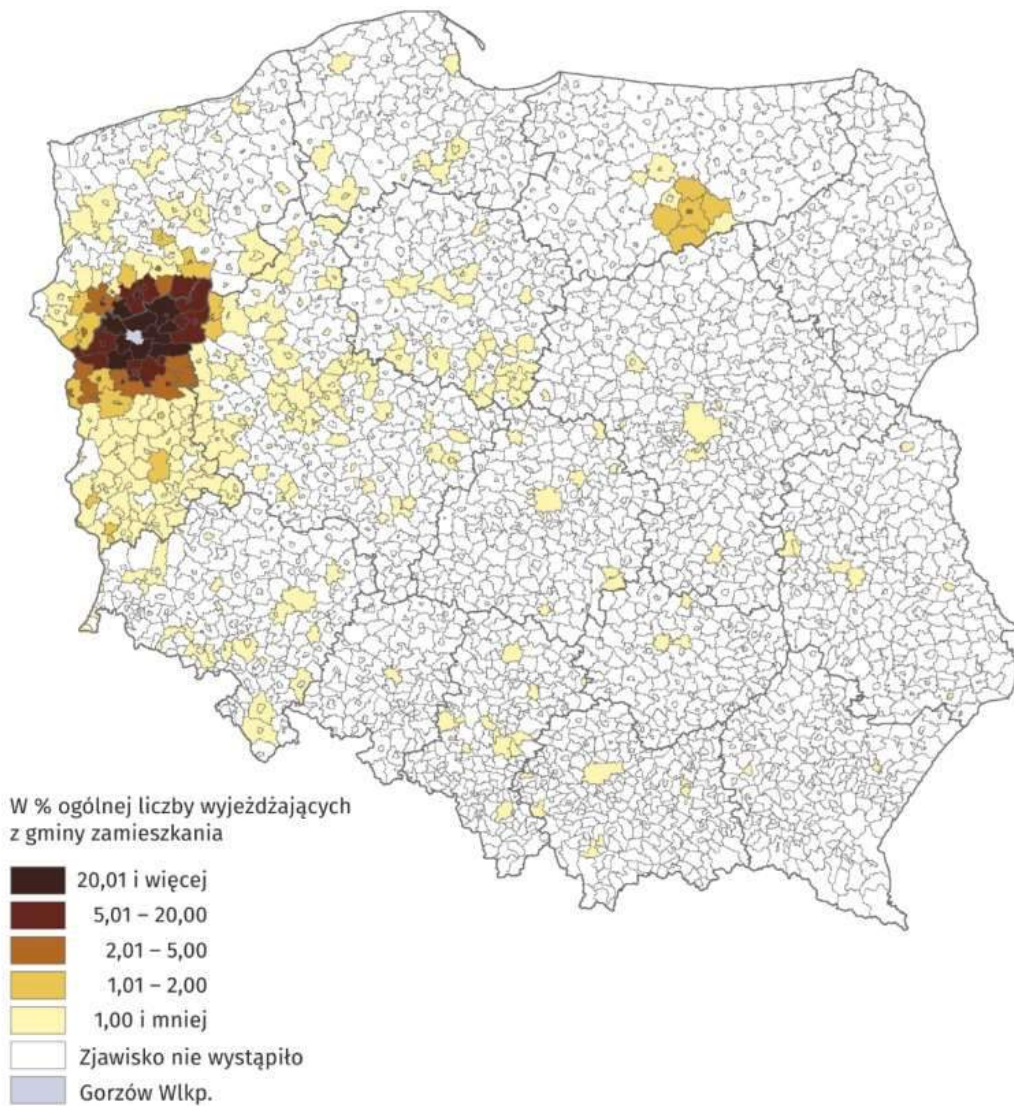 W % ogólnej liczby wyjeżdżających
z gminy zamieszkania
20,01 i więcej
5,01 – 20,00
2,01 – 5,00
1,01 – 2,00
1,00 i mniej
Zjawisko nie wystąpiło
Gorzów Wlkp.